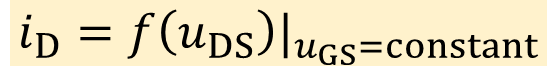 i_D = f(u_DS)|_{u_GS=constant}